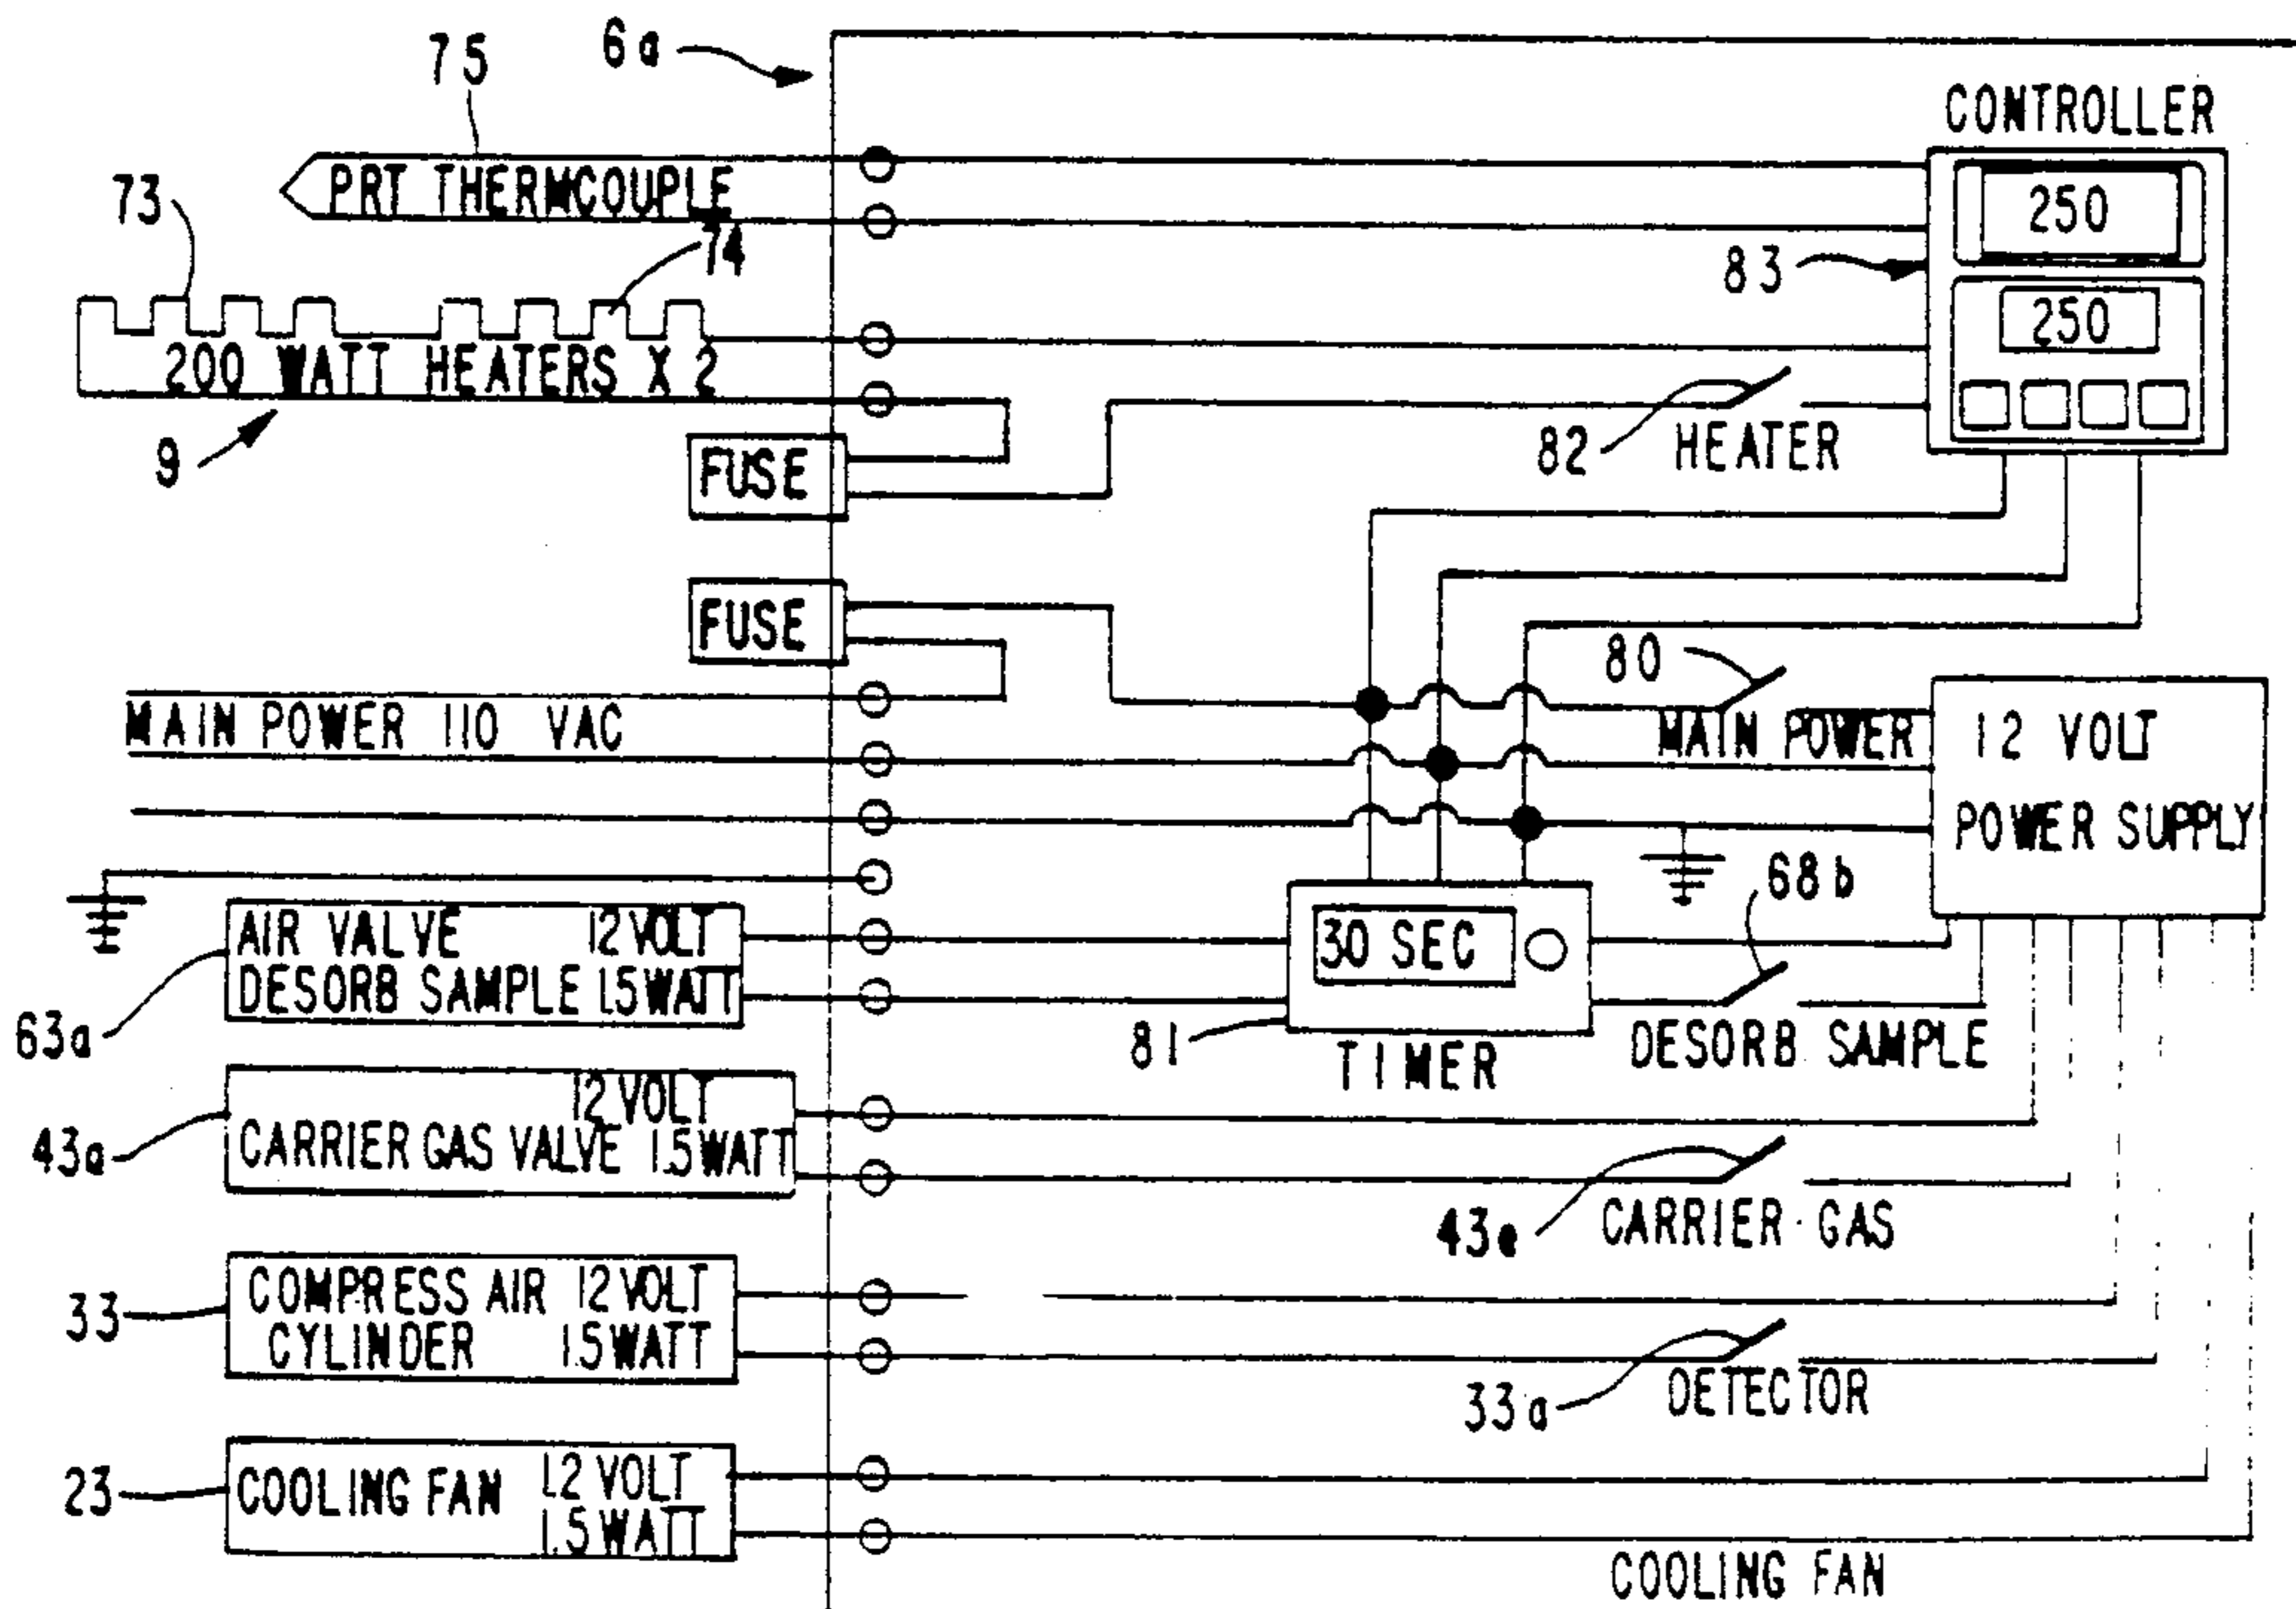 6a
75
CONTROLLER
PRT THERMCOUPLE
250
73
74
83
250
200 WATT HEATERS X 2
82
HEATER
9
FUSE
FUSE
80
MAIN POWER 110 VAC
MAIN POWER
12 VOLT
POWER SUPPLY
68b
AIR VALVE 12 VOLT
DESORB SAMPLE 1.5 WATT
30 SEC
63a
81
TIMER
DESORB SAMPLE
12 VOLT
CARRIER GAS VALVE 1.5 WATT
43a
43e
CARRIER GAS
COMPRESS AIR 12 VOLT
CYLINDER 1.5 WATT
33
33a
DETECTOR
COOLING FAN 12 VOLT
1.5 WATT
23
COOLING FAN